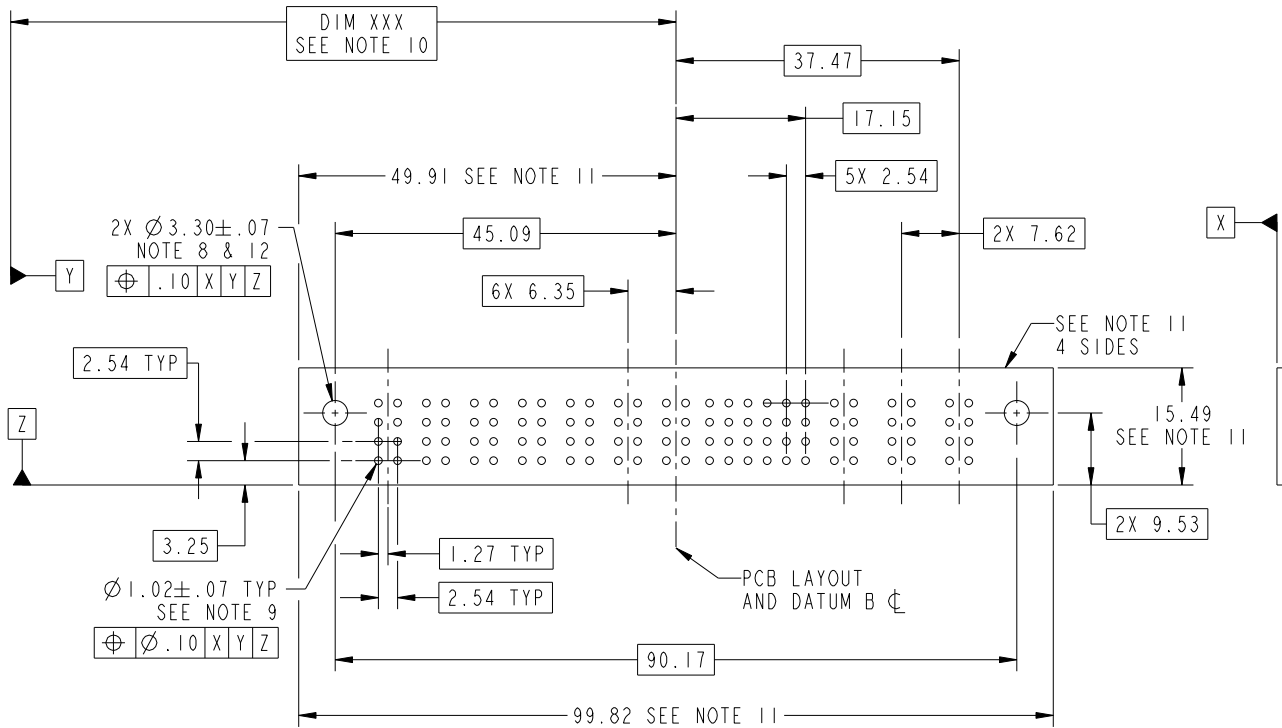 DIM XXX
SEE NOTE 10
37.47
17.15
49.91 SEE NOTE 11
5X 2.54
2X Ø3.30±.07
NOTE 8 & 12
⌖ .10 X Y Z
45.09
2X 7.62
X
Y
6X 6.35
SEE NOTE 11
4 SIDES
2.54 TYP
Z
15.49
SEE NOTE 11
3.25
2X 9.53
1.27 TYP
Ø1.02±.07 TYP
SEE NOTE 9
⌖ Ø.10 X Y Z
2.54 TYP
PCB LAYOUT
AND DATUM B ℄
90.17
99.82 SEE NOTE 11